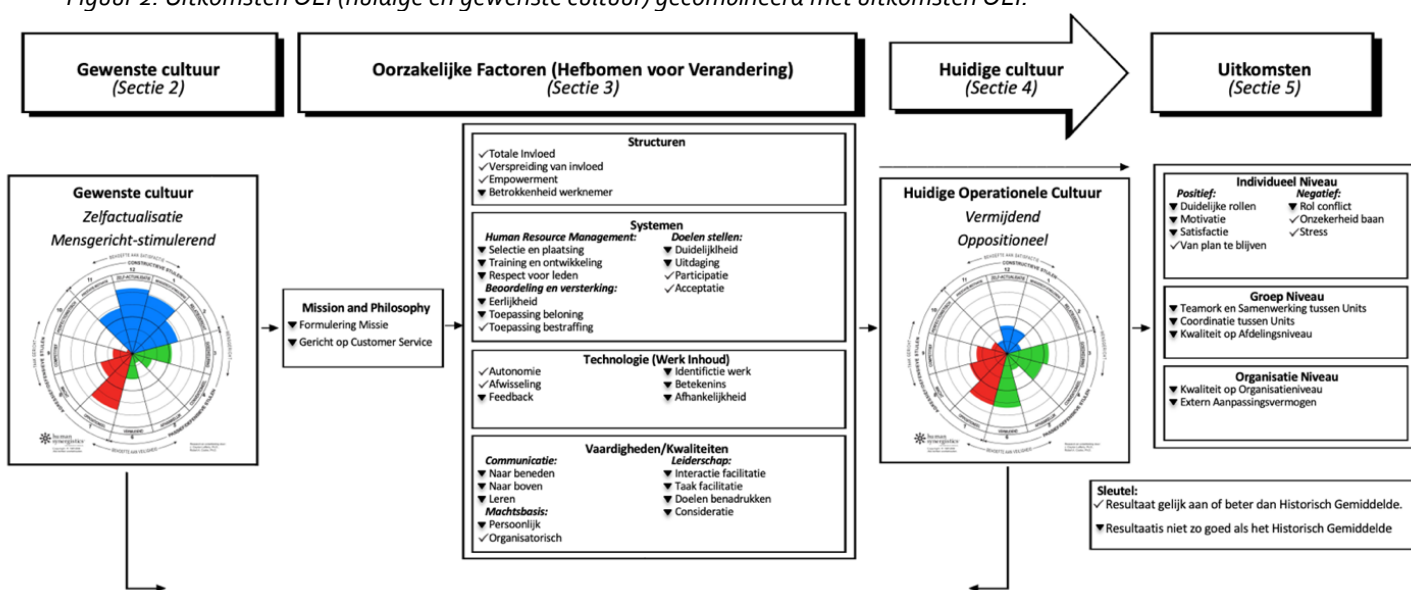 Figuur 2: Uitkomsten OCI (huidige en gewenste cultuur) gecombineerd met uitkomsten OEI.
Gewenste cultuur
(Sectie 2)
Oorzakelijke Factoren (Hefbomen voor Verandering)
(Sectie 3)
Huidige cultuur
(Sectie 4)
Uitkomsten
(Sectie 5)
Gewenste cultuur
Zelfactualisatie
Mensgericht-stimulerend
human
synergistics
Mission and Philosophy
▼ Formulering Missie
▼ Gericht op Customer Service
Structuren
✓Totale Invloed
✓Verspreiding van invloed
✓Empowerment
▼ Betrokkenheid werknemer
Systemen
Human Resource Management:
▼ Selectie en plaatsing
▼ Training en ontwikkeling
▼ Respect voor leden
Beoordeling en versterking:
▼ Eerlijkheid
▼ Toepassing beloning
✓Toepassing bestraffing
Doelen stellen:
▼ Duidelijklheid
▼ Uitdaging
✓Participatie
✓Acceptatie
Technologie (Werk Inhoud)
✓Autonomie
✓Afwisseling
▼ Feedback
▼ Identifictie werk
▼ Betekenins
▼ Afhankelijkheid
Vaardigheden/Kwaliteiten
Communicatie:
▼ Naar beneden
▼ Naar boven
▼ Leren
Machtsbasis:
▼ Persoonlijk
✓Organisatorisch
Leiderschap:
▼ Interactie facilitatie
▼ Taak facilitatie
▼ Doelen benadrukken
▼ Consideratie
Huidige Operationele Cultuur
Vermijdend
Oppositioneel
human
synergistics
Individueel Niveau
Positief:
▼ Duidelijke rollen
▼ Motivatie
▼ Satisfactie
✓Van plan te blijven
Negatief:
▼ Rol conflict
✓Onzekerheid baan
✓Stress
Groep Niveau
▼ Teamork en Samenwerking tussen Units
▼ Coordinatie tussen Units
▼ Kwaliteit op Afdelingsniveau
Organisatie Niveau
▼ Kwaliteit op Organisatieniveau
▼ Extern Aanpassingsvermogen
Sleutel:
✓ Resultaat gelijk aan of beter dan Historisch Gemiddelde.
▼ Resultaatis niet zo goed als het Historisch Gemiddelde